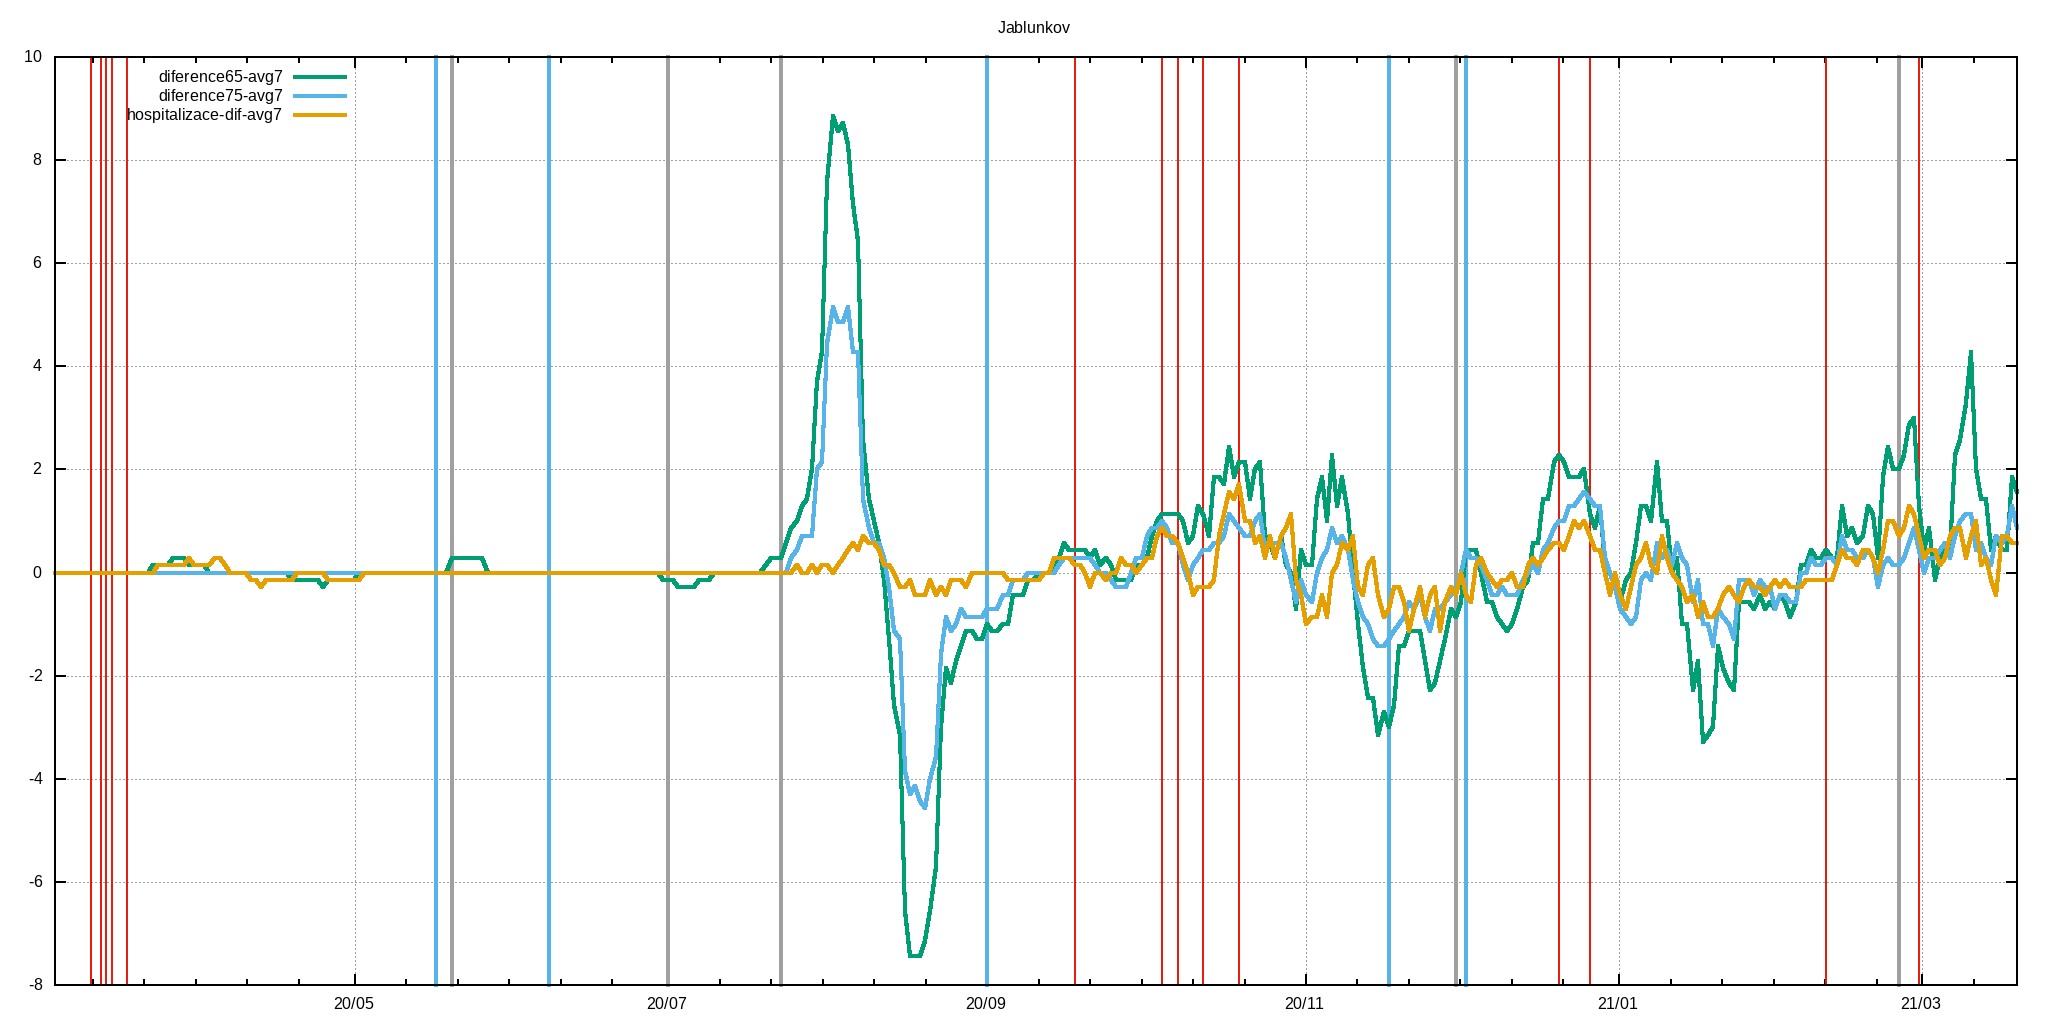 Jablunkov
10
diference65-avg7
diference75-avg7
hospitalizace-dif-avg7
8
6
4
2
0
-2
-4
-6
-8
20/05 20/07 20/09 20/11 21/01 21/03